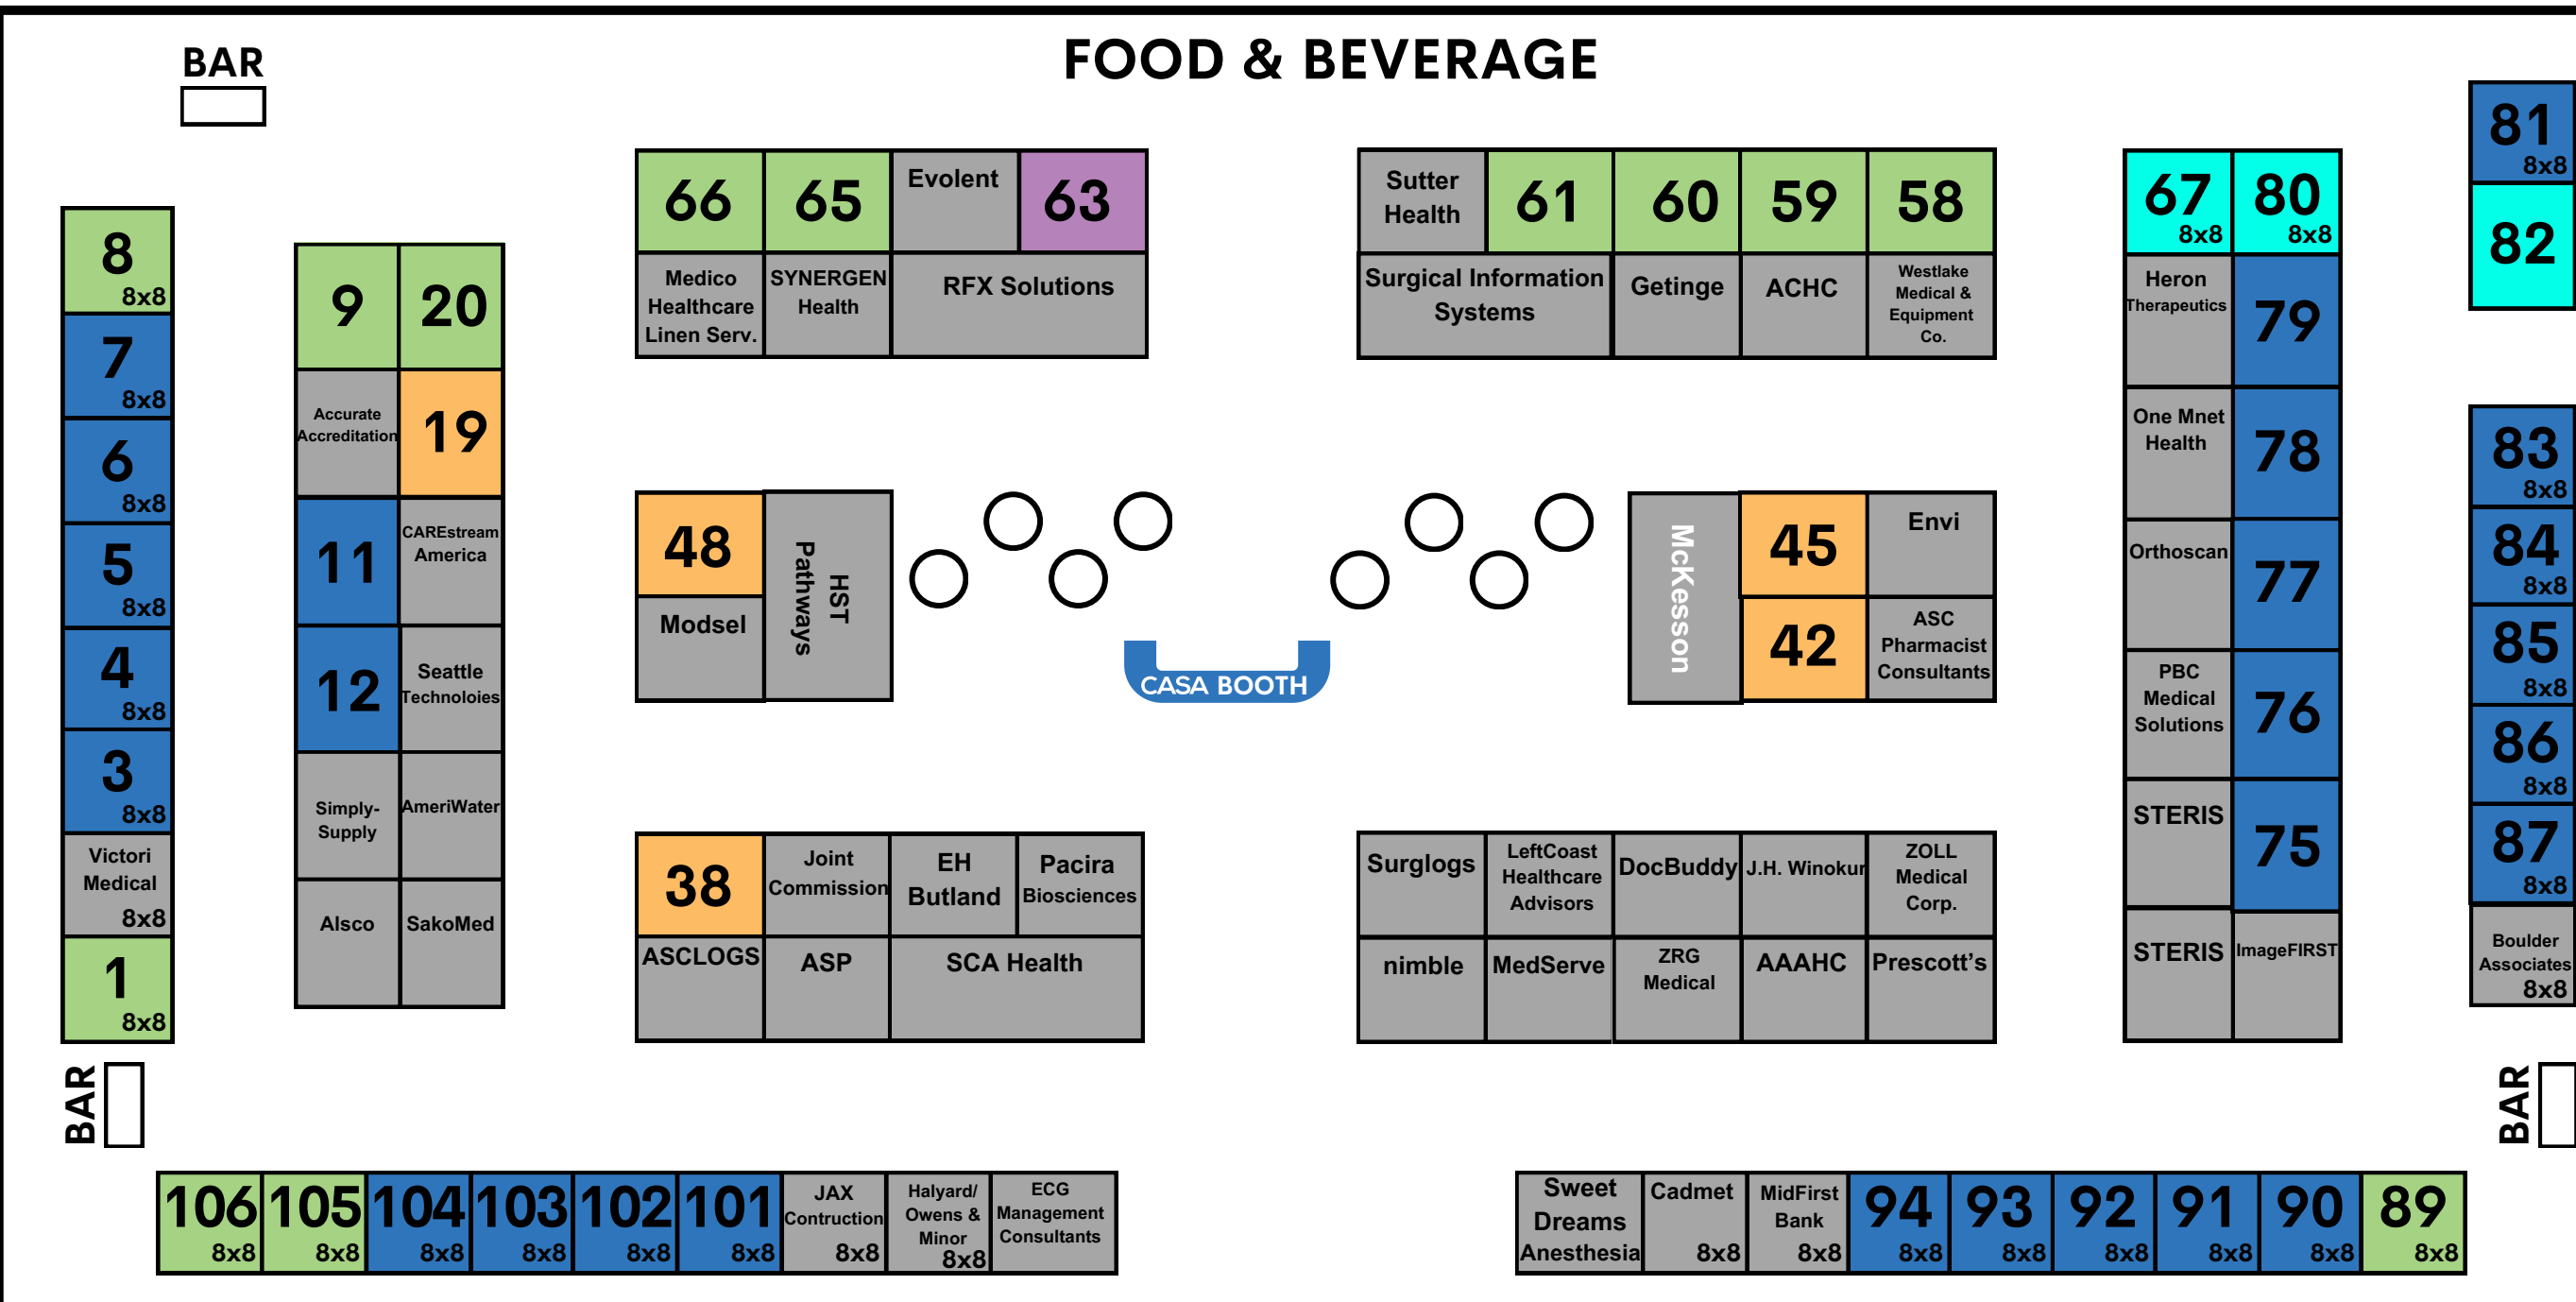 FOOD & BEVERAGE
BAR
8
8x8
7
8x8
6
8x8
5
8x8
4
8x8
3
8x8
Victori
Medical
8x8
1
8x8
BAR
9
20
Accurate
Accreditation
19
11
CAREstream
America
12
Seattle
Technoloies
Simply-
Supply
AmeriWater
Alsco
SakoMed
66
65
Evolent
63
Medico
Healthcare
Linen Serv.
SYNERGEN
Health
RFX Solutions
48
HST
Pathways
Modsel
38
Joint
Commission
EH
Butland
Pacira
Biosciences
ASCLOGS
ASP
SCA Health
CASA BOOTH
Sutter
Health
61
60
59
58
Surgical Information
Systems
Getinge
ACHC
Westlake
Medical &
Equipment
Co.
McKesson
45
Envi
42
ASC
Pharmacist
Consultants
Surglogs
LeftCoast
Healthcare
Advisors
DocBuddy
J.H. Winokur
ZOLL
Medical
Corp.
nimble
MedServe
ZRG
Medical
AAAHC
Prescott's
67
8x8
80
8x8
Heron
Therapeutics
79
One Mnet
Health
78
Orthoscan
77
PBC
Medical
Solutions
76
STERIS
75
STERIS
ImageFIRST
81
8x8
82
83
8x8
84
8x8
85
8x8
86
8x8
87
8x8
Boulder
Associates
8x8
BAR
106
8x8
105
8x8
104
8x8
103
8x8
102
8x8
101
8x8
JAX
Contruction
8x8
Halyard/
Owens &
Minor
8x8
ECG
Management
Consultants
Sweet
Dreams
Anesthesia
Cadmet
8x8
MidFirst
Bank
8x8
94
8x8
93
8x8
92
8x8
91
8x8
90
8x8
89
8x8